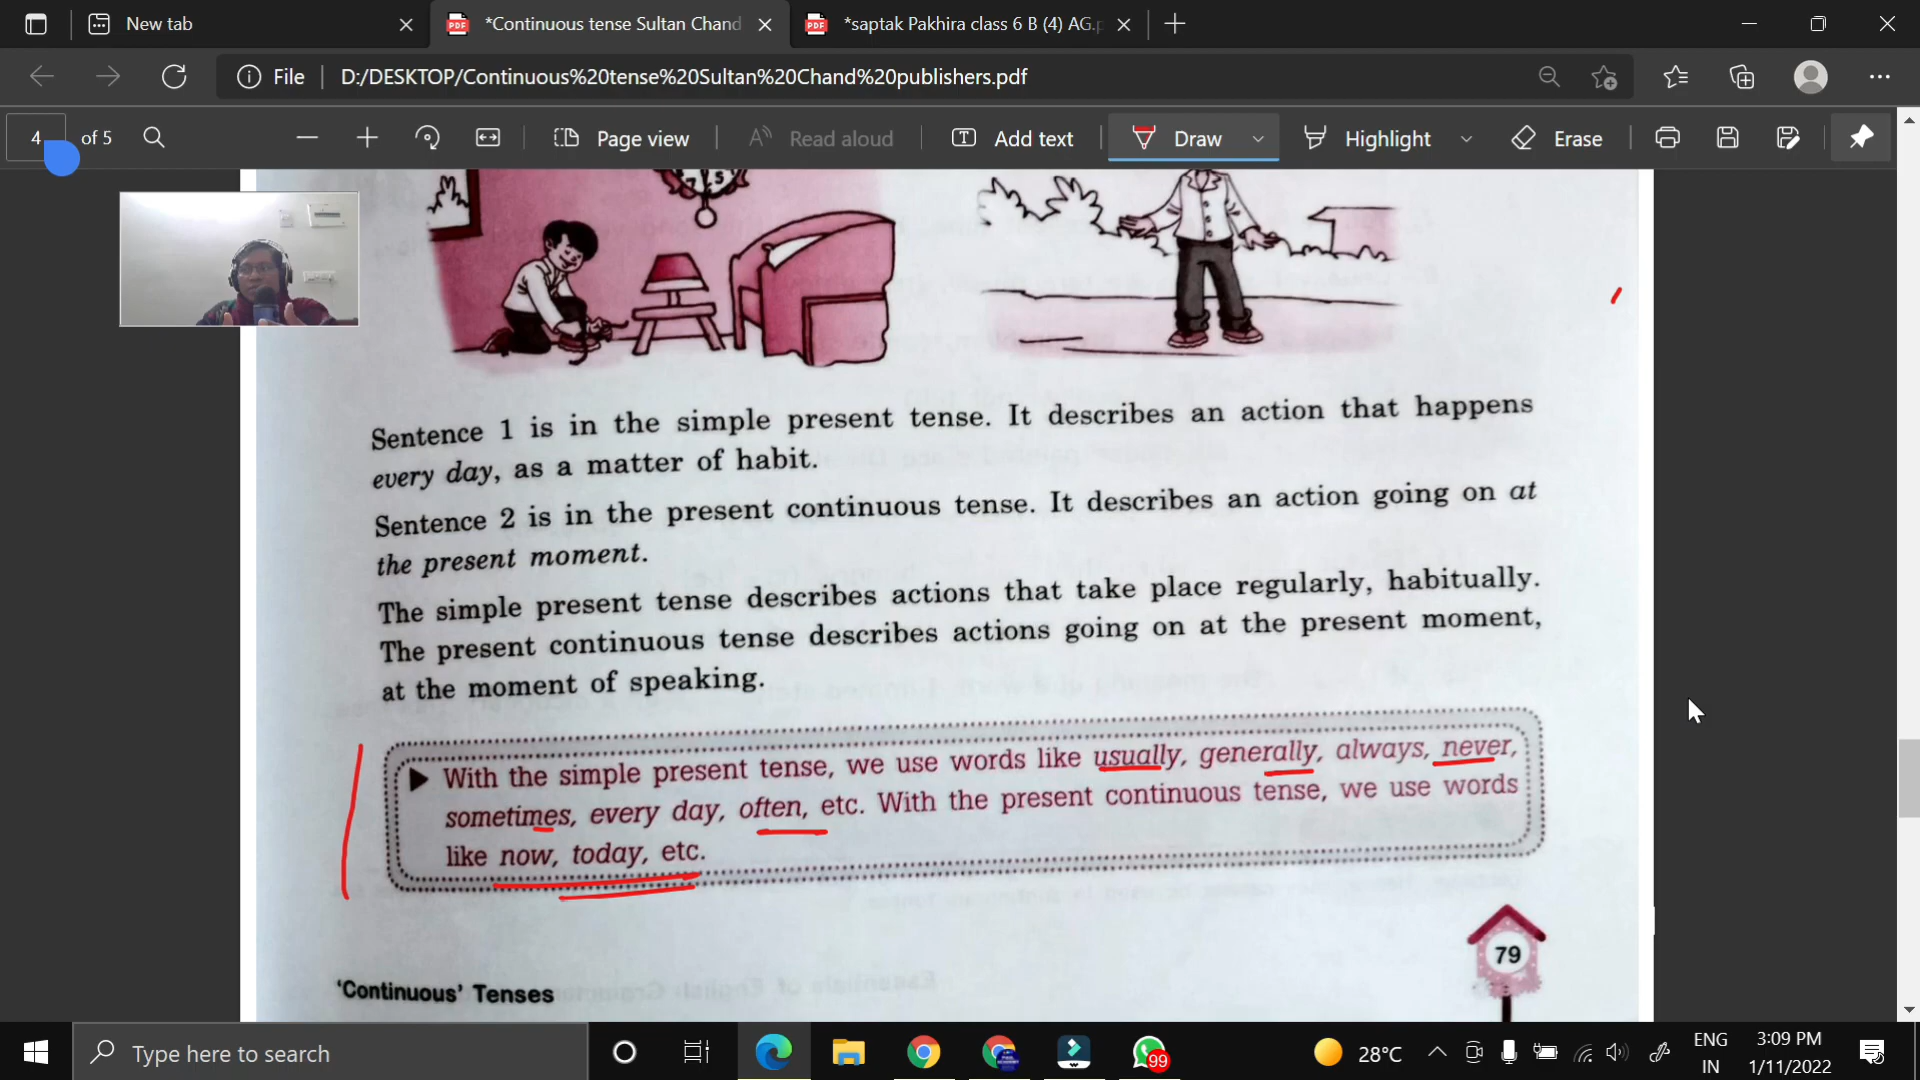 New tab
*Continuous tense Sultan Chand
*saptak Pakhira class 6 B (4) AG.p
File
D:/DESKTOP/Continuous%20tense%20Sultan%20Chand%20publishers.pdf
4 of 5
Page view
Read aloud
Add text
Draw
Highlight
Erase
Sentence 1 is in the simple present tense. It describes an action that happens
every day, as a matter of habit.
Sentence 2 is in the present continuous tense. It describes an action going on at
the present moment.
The simple present tense describes actions that take place regularly, habitually.
The present continuous tense describes actions going on at the present moment,
at the moment of speaking.
With the simple present tense, we use words like usually, generally, always, never,
sometimes, every day, often, etc. With the present continuous tense, we use words
like now, today, etc.
79
'Continuous' Tenses
Type here to search
99
28°C
ENG
IN
3:09 PM
1/11/2022